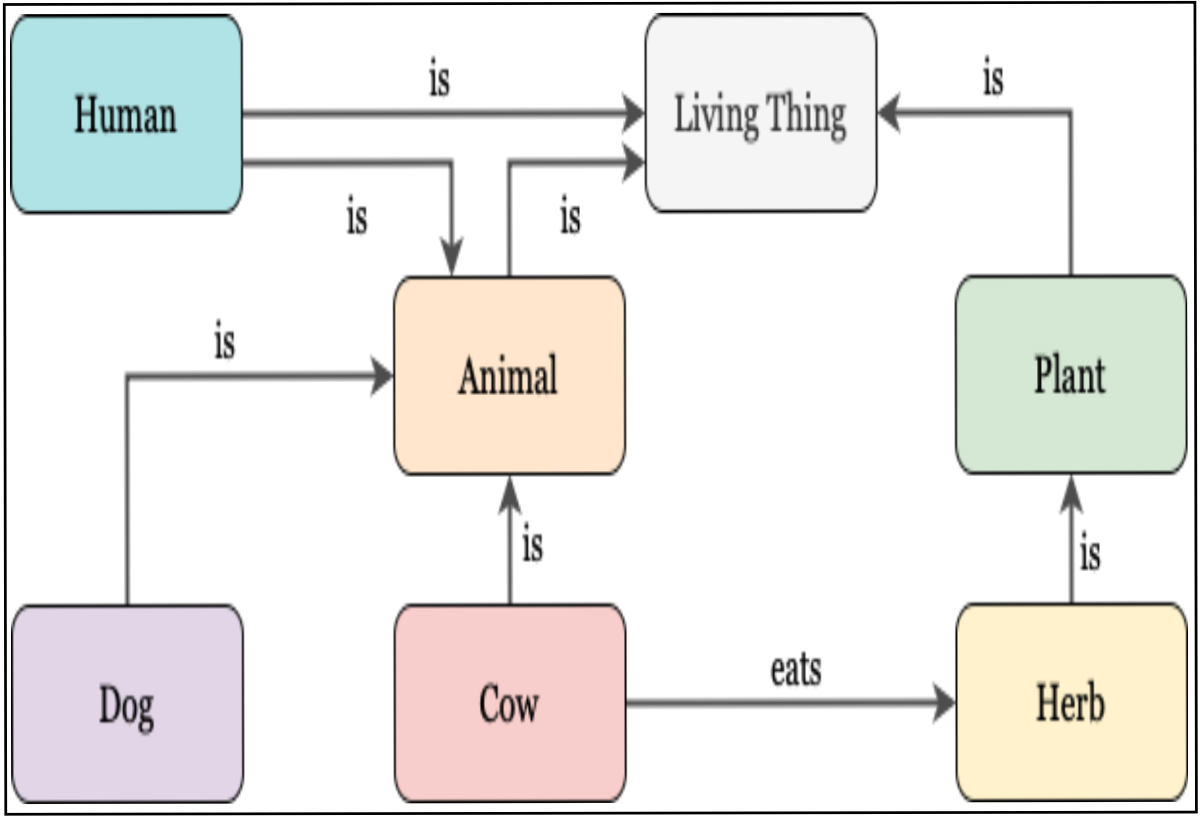 Human
is
Living Thing
is
is
is
is
Animal
Plant
is
is
Dog
Cow
eats
Herb